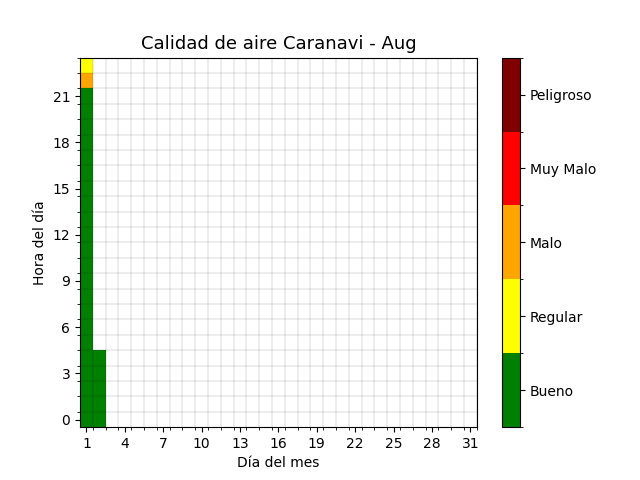 Calidad de aire Caranavi - Aug
Hora del día
21
18
15
12
9
6
3
0
1 4 7 10 13 16 19 22 25 28 31
Día del mes
Peligroso
Muy Malo
Malo
Regular
Bueno